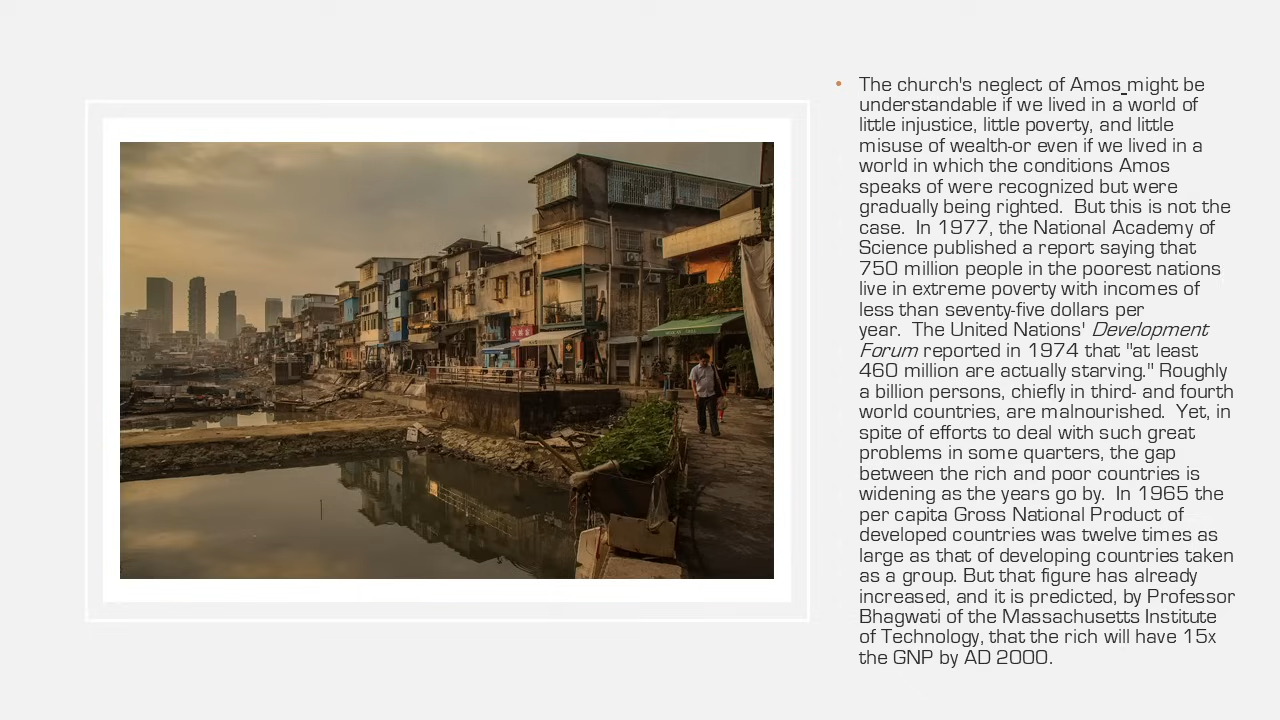 • The church's neglect of Amos_might be
understandable if we lived in a world of
little injustice, little poverty, and little
misuse of wealth-or even if we lived in a
world in which the conditions Amos
speaks of were recognized but were
gradually being righted.  But this is not the
case.  In 1977, the National Academy of
Science published a report saying that
750 million people in the poorest nations
live in extreme poverty with incomes of
less than seventy-five dollars per
year.  The United Nations' Development
Forum reported in 1974 that "at least
460 million are actually starving." Roughly
a billion persons, chiefly in third- and fourth
world countries, are malnourished.  Yet, in
spite of efforts to deal with such great
problems in some quarters, the gap
between the rich and poor countries is
widening as the years go by.  In 1965 the
per capita Gross National Product of
developed countries was twelve times as
large as that of developing countries taken
as a group. But that figure has already
increased, and it is predicted, by Professor
Bhagwati of the Massachusetts Institute
of Technology, that the rich will have 15x
the GNP by AD 2000.